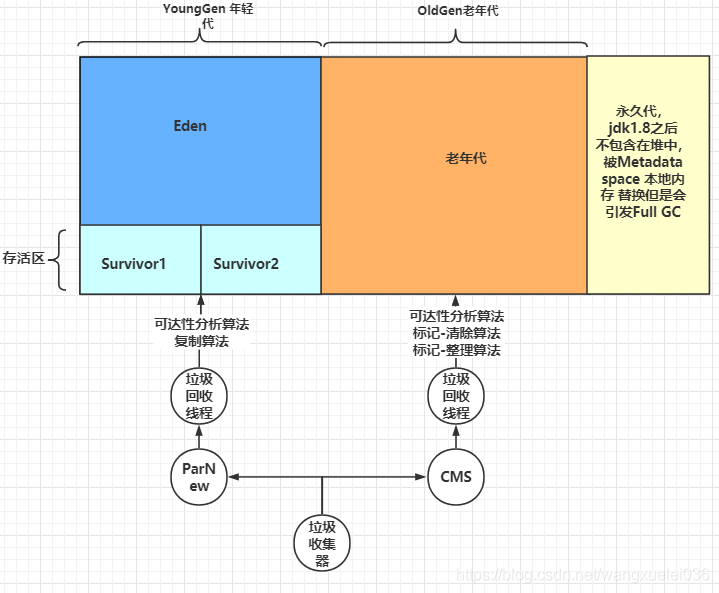 YoungGen 年轻
代
OldGen老年代
Eden
老年代
永久代,
jdk1.8之后
不包含在堆中,
被Metadata
space 本地内
存 替换但是会
引发Full GC
存活区
Survivor1
Survivor2
可达性分析算法
复制算法
可达性分析算法
标记-清除算法
标记-整理算法
垃圾
回收
线程
垃圾
回收
线程
ParN
ew
CMS
垃圾
收集
器
https://blog.csdn.net/wangxuelei036